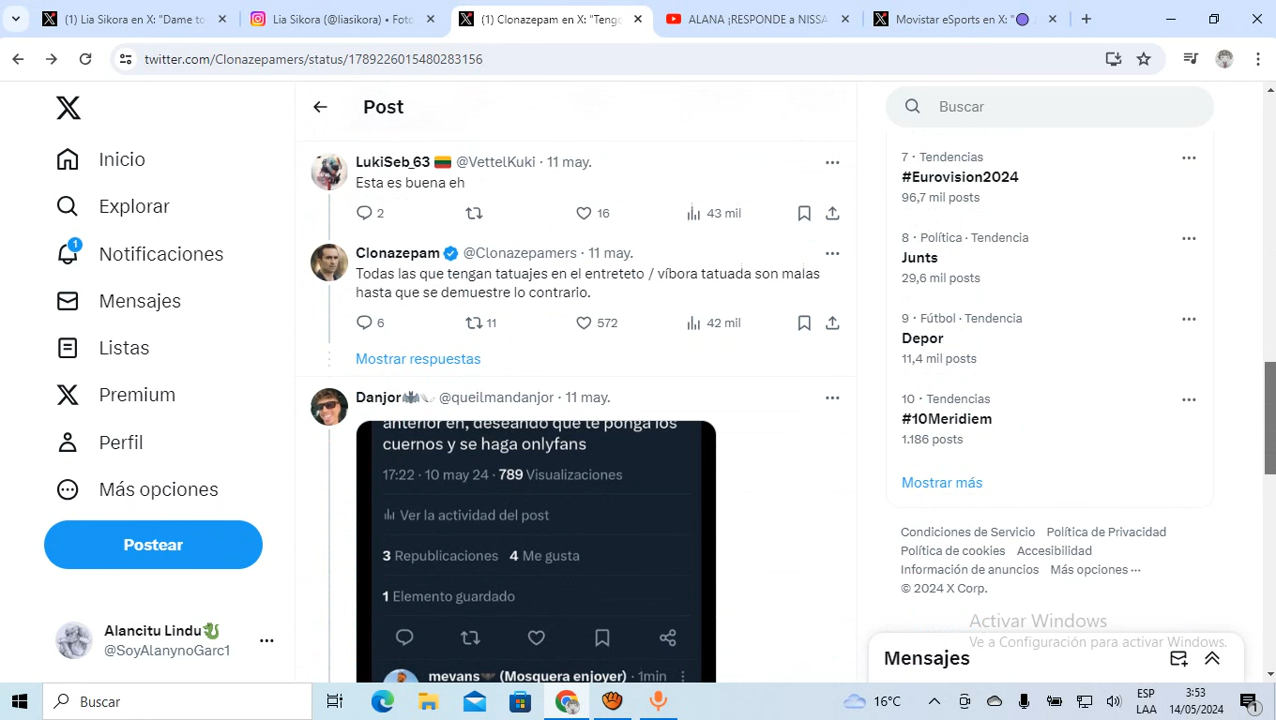 (1) Lia Sikora en X: "Dame
Lia Sikora (@liasikora) • Foto
(1) Clonazepam en X: "Teng
ALANA ¡RESPONDE a NISSA
Movistar eSports en X: "
twitter.com/Clonazepamers/status/1789226015480283156
Post
Buscar
Inicio
Explorar
1
Notificaciones
Mensajes
Listas
Premium
Perfil
Más opciones
Postear
Alancitu Lindu
@SoyAlanynoGarc1
LukiSeb_63 @VettelKuki · 11 may.
Esta es buena eh
2 16 43 mil
Clonazepam @Clonazepamers · 11 may.
Todas las que tengan tatuajes en el entreteto / víbora tatuada son malas
hasta que se demuestre lo contrario.
6 11 572 42 mil
Mostrar respuestas
Danjor @queilmandanjor · 11 may.
anterior en, deseando que te ponga los
cuernos y se haga onlyfans
17:22 · 10 may 24 · 789 Visualizaciones
Ver la actividad del post
3 Republicaciones 4 Me gusta
1 Elemento guardado
mevans (Mosquera enjoyer) · 1min
7 · Tendencias
#Eurovision2024
96,7 mil posts
8 · Política · Tendencia
Junts
29,6 mil posts
9 · Fútbol · Tendencia
Depor
11,4 mil posts
10 · Tendencias
#10Meridiem
1.186 posts
Mostrar más
Condiciones de Servicio Política de Privacidad
Política de cookies Accesibilidad
Información de anuncios Más opciones ···
© 2024 X Corp.
Activar Windows
Ve a Configuración para activar Windows.
Mensajes
Buscar
16°C
ESP
LAA
3:53
14/05/2024
1